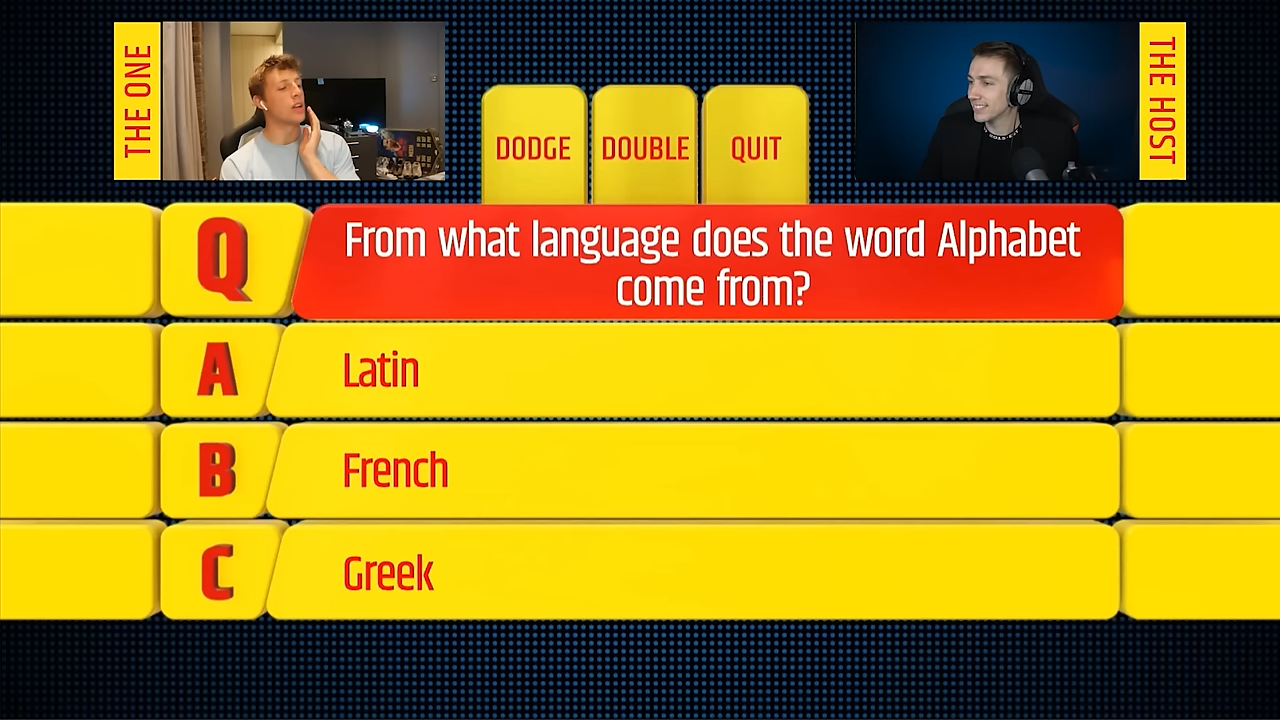 THE ONE
DODGE
DOUBLE
QUIT
THE HOST
Q
From what language does the word Alphabet
come from?
A
Latin
B
French
C
Greek